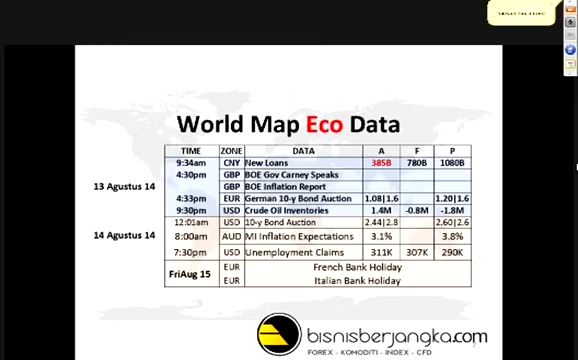 World Map Eco Data
TIME ZONE DATA A F P
9:34am CNY New Loans 385B 780B 1080B
13 Agustus 14
4:30pm GBP BOE Gov Carney Speaks
GBP BOE Inflation Report
4:33pm EUR German 10-y Bond Auction 1.08|1.6 1.20|1.6
9:30pm USD Crude Oil Inventories 1.4M -0.8M -1.8M
14 Agustus 14
12:01am USD 10-y Bond Auction 2.44|2.8 2.60|2.6
8:00am AUD MI Inflation Expectations 3.1% 3.8%
7:30pm USD Unemployment Claims 311K 307K 290K
FriAug 15
EUR French Bank Holiday
EUR Italian Bank Holiday
bisnisberjangka.com
FOREX - KOMODITI - INDEX - CFD